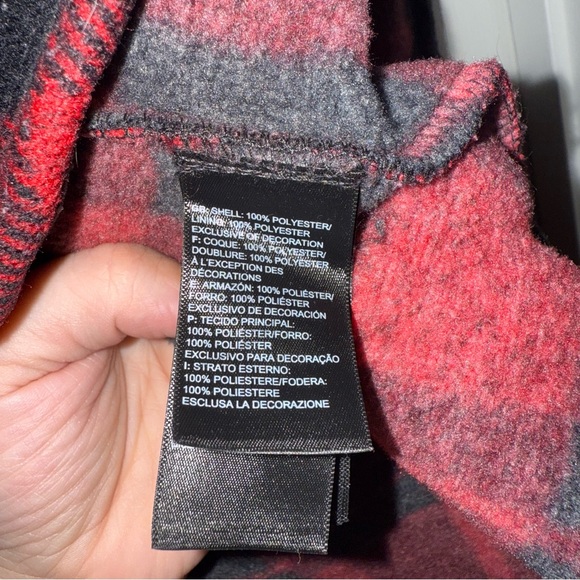 GB: SHELL: 100% POLYESTER/
LINING: 100% POLYESTER
EXCLUSIVE OF DECORATION
F: COQUE: 100% POLYESTER/
DOUBLURE: 100% POLYESTER
À L'EXCEPTION DES
DÉCORATIONS
E: ARMAZÓN: 100% POLIÉSTER/
FORRO: 100% POLIÉSTER
EXCLUSIVO DE DECORACIÓN
P: TECIDO PRINCIPAL:
100% POLIÉSTER/FORRO:
100% POLIÉSTER
EXCLUSIVO PARA DECORAÇÃO
I: STRATO ESTERNO:
100% POLIESTERE/FODERA:
100% POLIESTERE
ESCLUSA LA DECORAZIONE